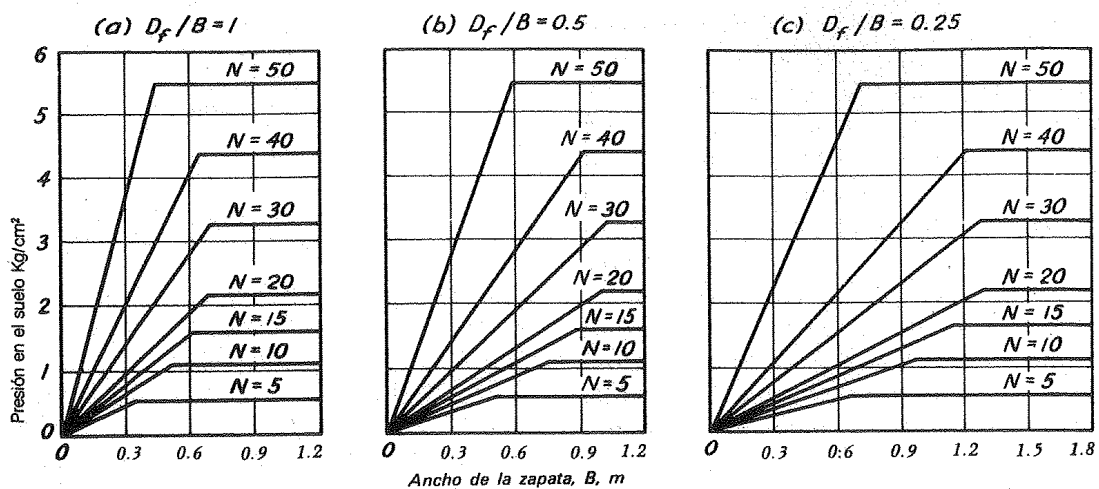 (a) D_f/B=1
(b) D_f/B=0.5
(c) D_f/B=0.25
Presión en el suelo Kg/cm²
6
5
4
3
2
1
0
N = 50
N = 40
N = 30
N = 20
N = 15
N = 10
N = 5
0 0.3 0.6 0.9 1.2
N = 50
N = 40
N = 30
N = 20
N = 15
N = 10
N = 5
0 0.3 0.6 0.9 1.2
N = 50
N = 40
N = 30
N = 20
N = 15
N = 10
N = 5
0 0.3 0.6 0.9 1.2 1.5 1.8
Ancho de la zapata, B, m